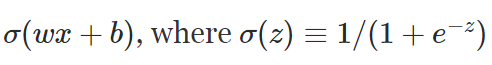 σ(wx + b), where σ(z) ≡ 1/(1 + e⁻ᶻ)